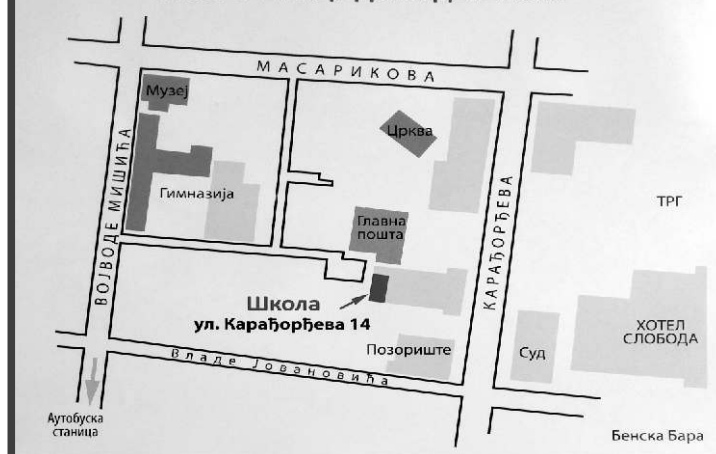 МАСАРИКОВА
Музеј
Црква
ВОЈВОДЕ МИШИЋА
Гимназија
КАРАЂОРЂЕВА
ТРГ
Главна
пошта
Школа
ул. Карађорђева 14
ХОТЕЛ
СЛОБОДА
Позориште
Суд
Владе Јовановића
Аутобуска
станица
Бенска Бара